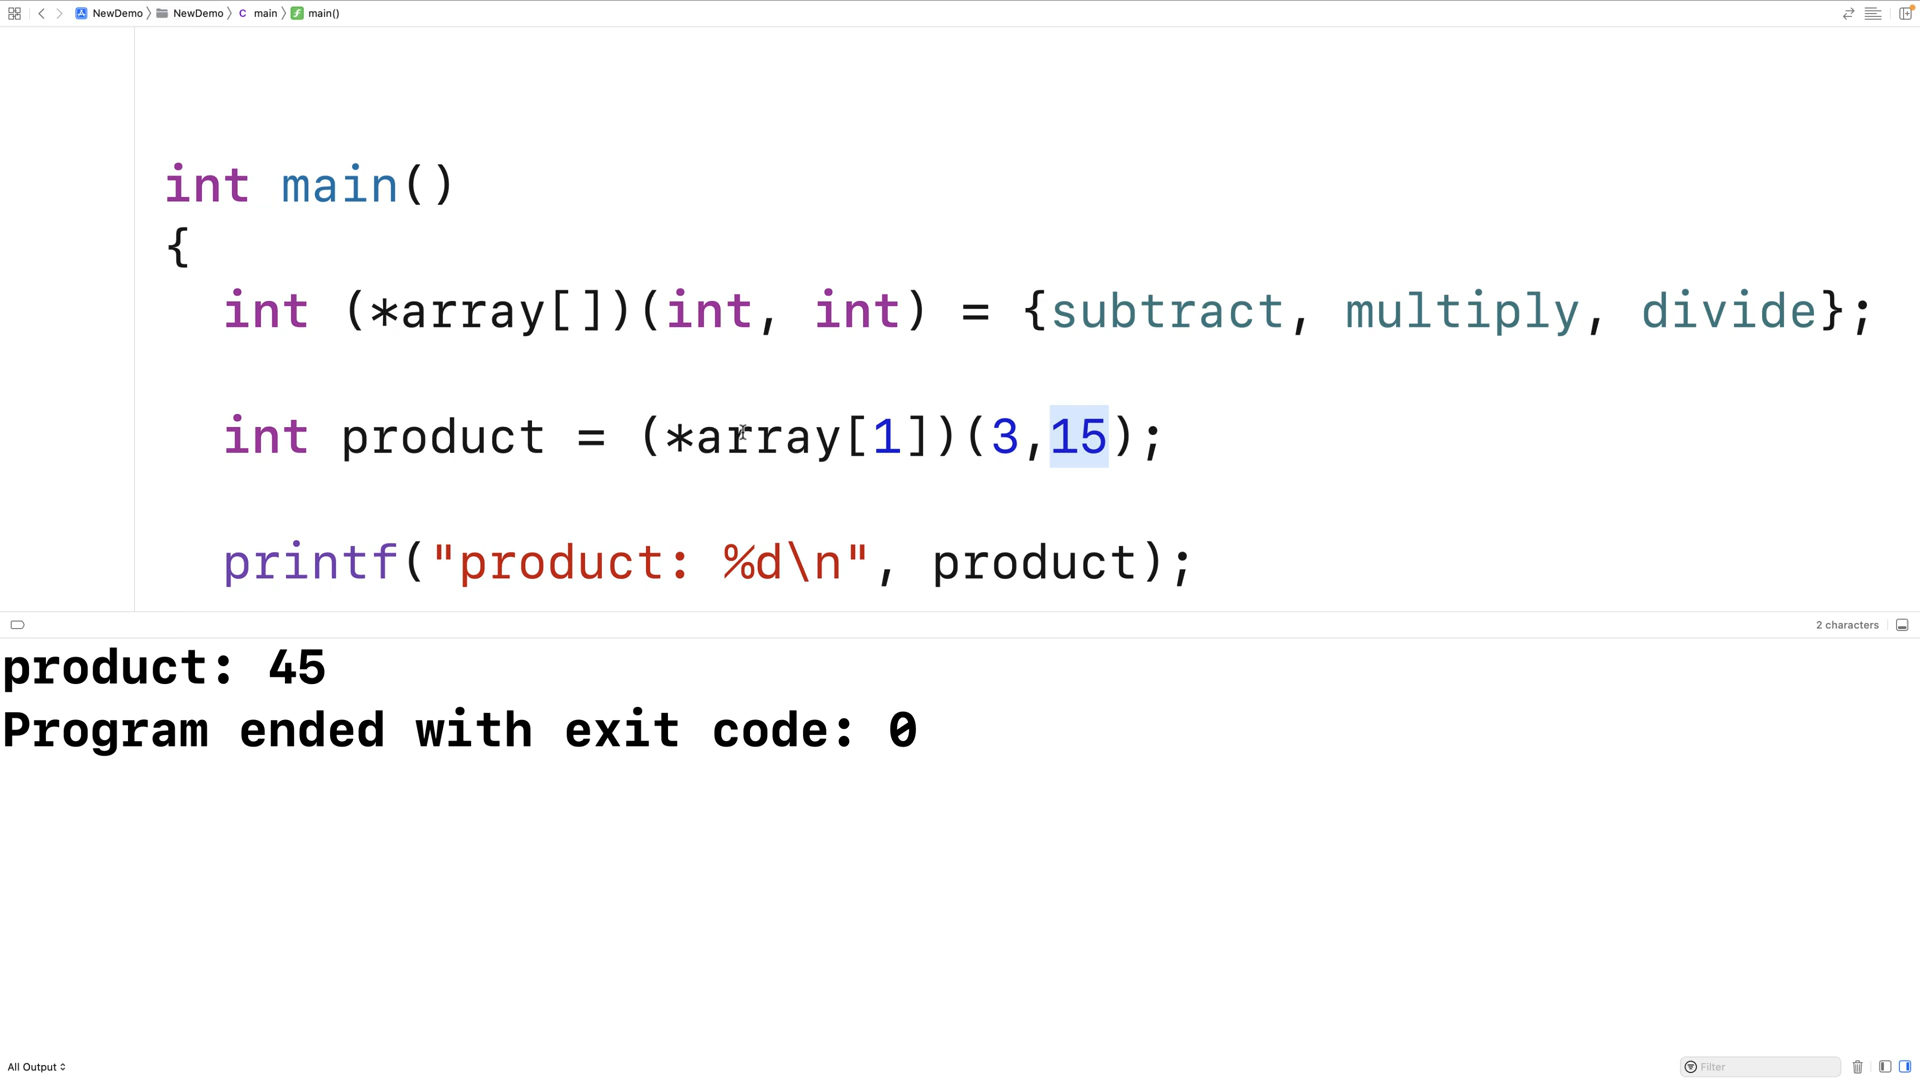 NewDemo 〉 NewDemo 〉 C main 〉 f main()
int main()
{
int (*array[])(int, int) = {subtract, multiply, divide};
int product = (*array[1])(3,15);
printf("product: %d\n", product);
2 characters
product: 45
Program ended with exit code: 0
All Output
Filter